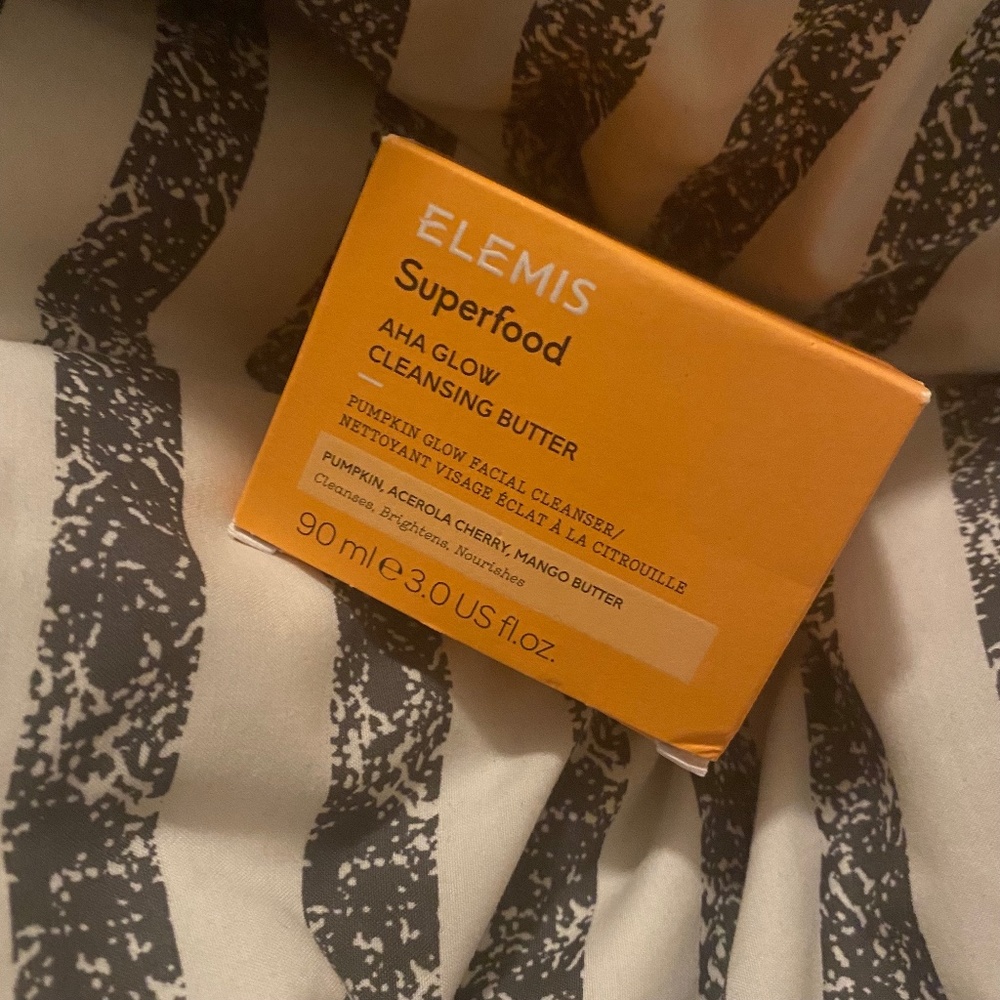 ELEMIS
Superfood
AHA GLOW
CLEANSING BUTTER
PUMPKIN GLOW FACIAL CLEANSER/
NETTOYANT VISAGE ÉCLAT À LA CITROUILLE
PUMPKIN, ACEROLA CHERRY, MANGO BUTTER
Cleanses, Brightens, Nourishes
90 ml ℮ 3.0 US fl.oz.